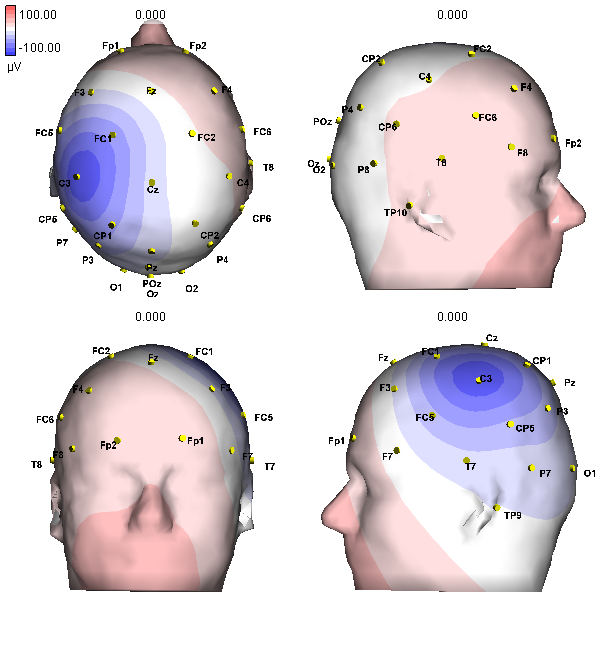 100.00
-100.00
µV
0.000
Fp1 Fp2
F3 Fz F4
FC5 FC1 FC2 FC6
T8
C3 Cz C4
CP5 CP1 CP2 CP6
P7 P3 Pz P4
O1 POz O2
Oz
0.000
CP2 FC2
C4 F4
P4 FC6
POz CP6 Fp2
Oz F8
O2 P8 T8
TP10
0.000
FC2 Fz FC1
F4 F3
FC6 FC5
Fp2 Fp1
T8 F8 F7 T7
0.000
Cz
Fz FC1 CP1
F3 C3 Pz
FC5 P3
Fp1 CP5
F7 T7 P7 O1
TP9